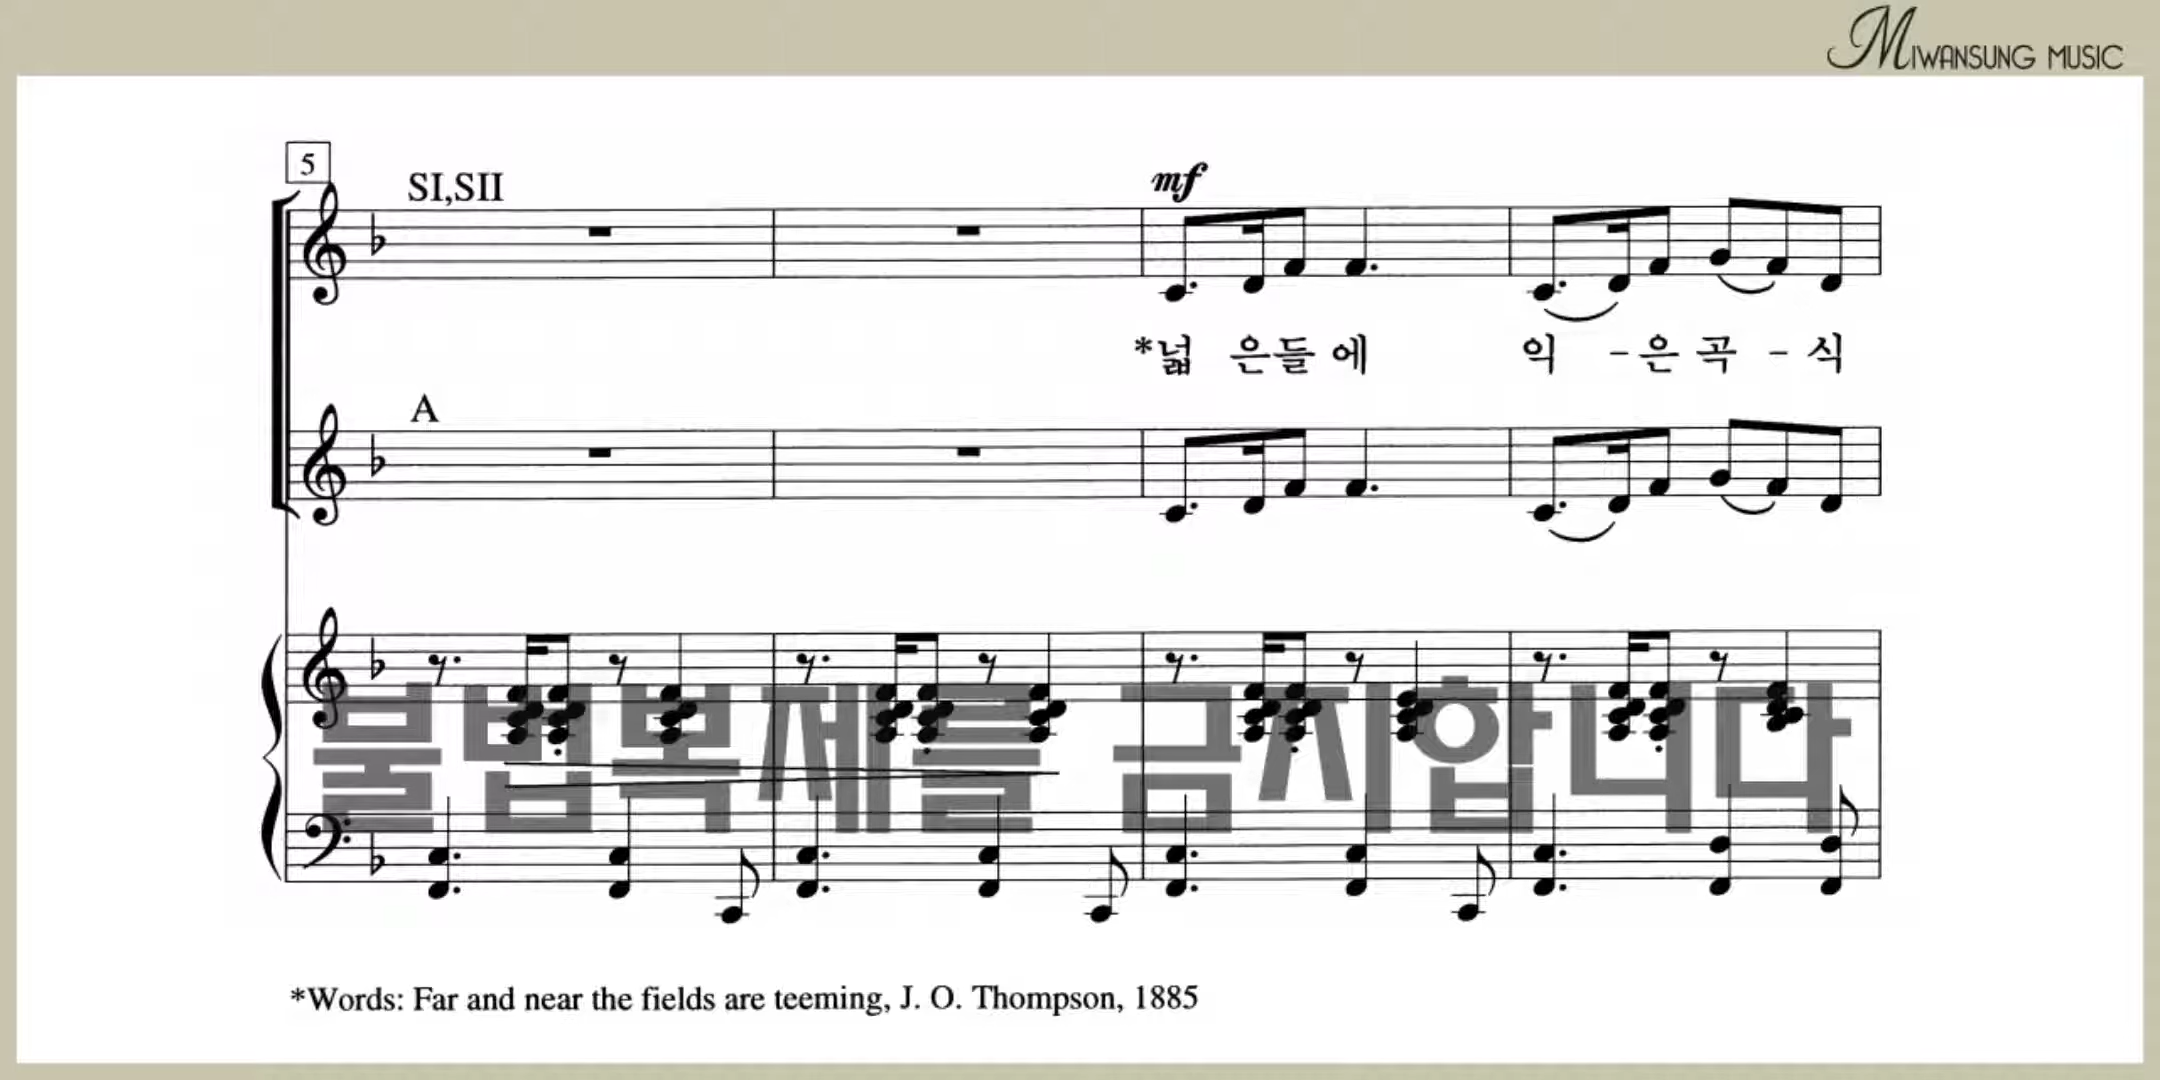 MIWANSUNG MUSIC
5
SI,SII
mf
*넓 은들 에 익 - 은 곡 - 식
A
불법복제를 금지합니다
*Words: Far and near the fields are teeming, J. O. Thompson, 1885